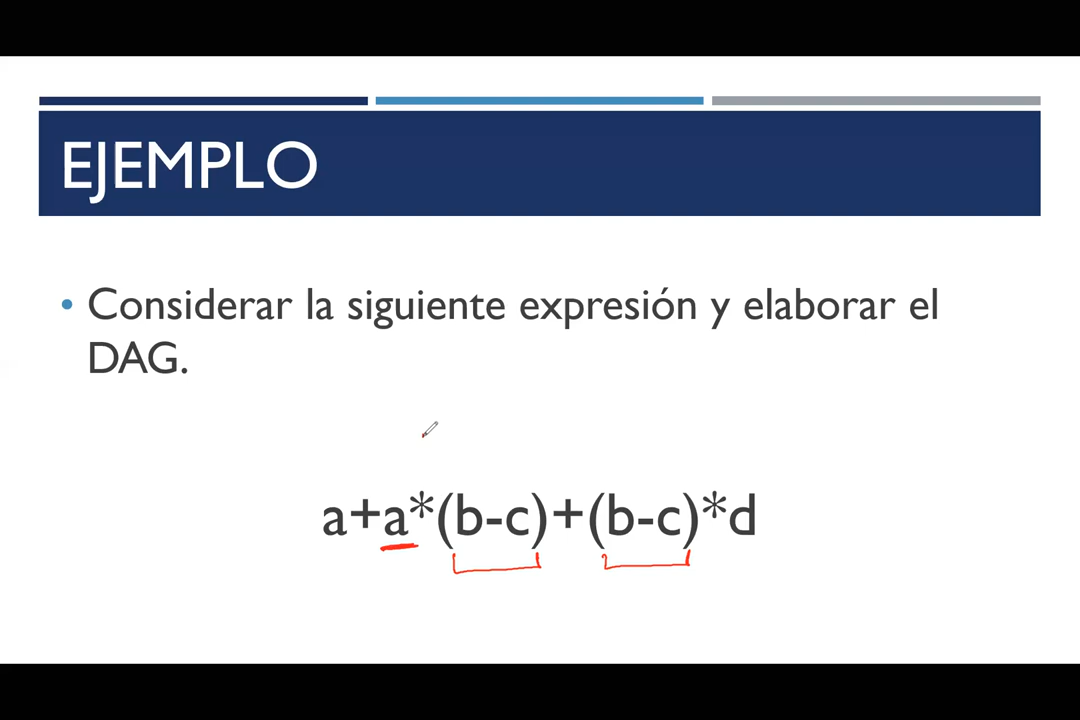 EJEMPLO
• Considerar la siguiente expresión y elaborar el
DAG.
a+a*(b-c)+(b-c)*d